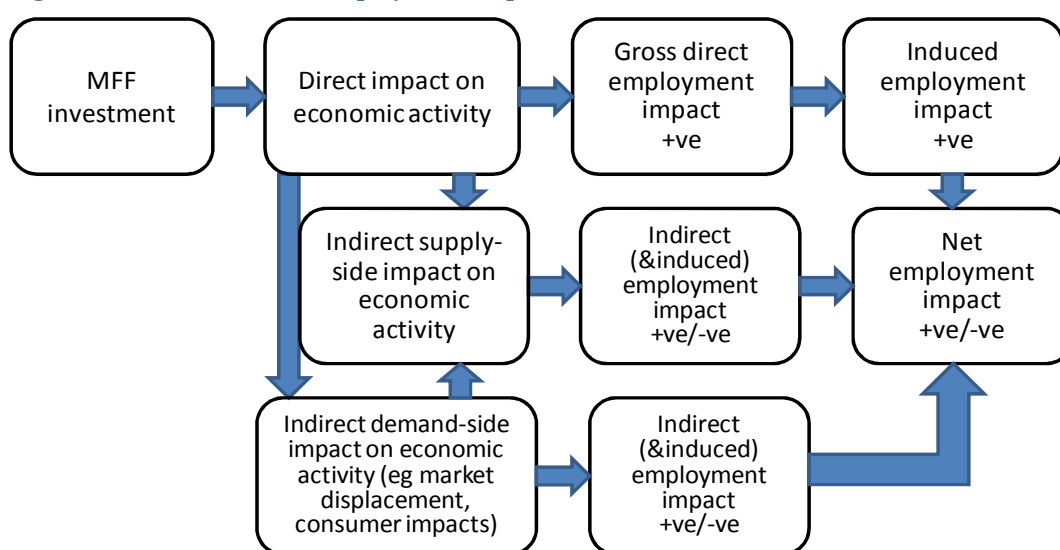 MFF
investment
Direct impact on
economic activity
Gross direct
employment
impact
+ve
Induced
employment
impact
+ve
Indirect supply-
side impact on
economic
activity
Indirect
(&induced)
employment
impact
+ve/-ve
Net
employment
impact
+ve/-ve
Indirect demand-side
impact on economic
activity (eg market
displacement,
consumer impacts)
Indirect
(&induced)
employment
impact
+ve/-ve